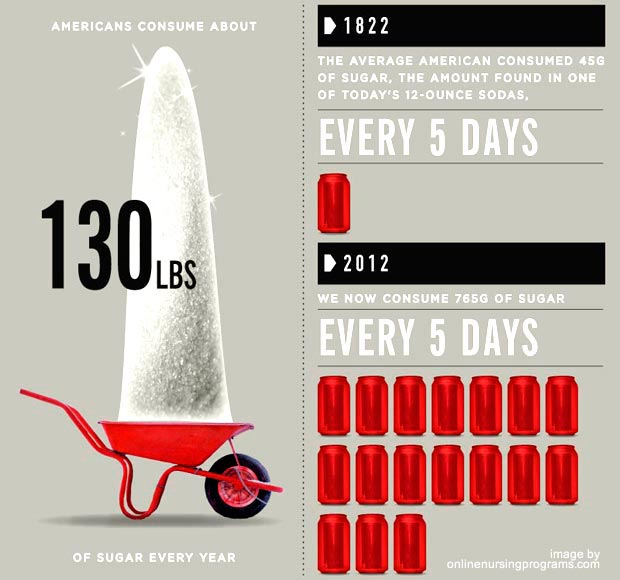 AMERICANS CONSUME ABOUT
130LBS
OF SUGAR EVERY YEAR
1822
THE AVERAGE AMERICAN CONSUMED 45G
OF SUGAR, THE AMOUNT FOUND IN ONE
OF TODAY'S 12-OUNCE SODAS,
EVERY 5 DAYS
2012
WE NOW CONSUME 765G OF SUGAR
EVERY 5 DAYS
image by
onlinenursingprograms.com